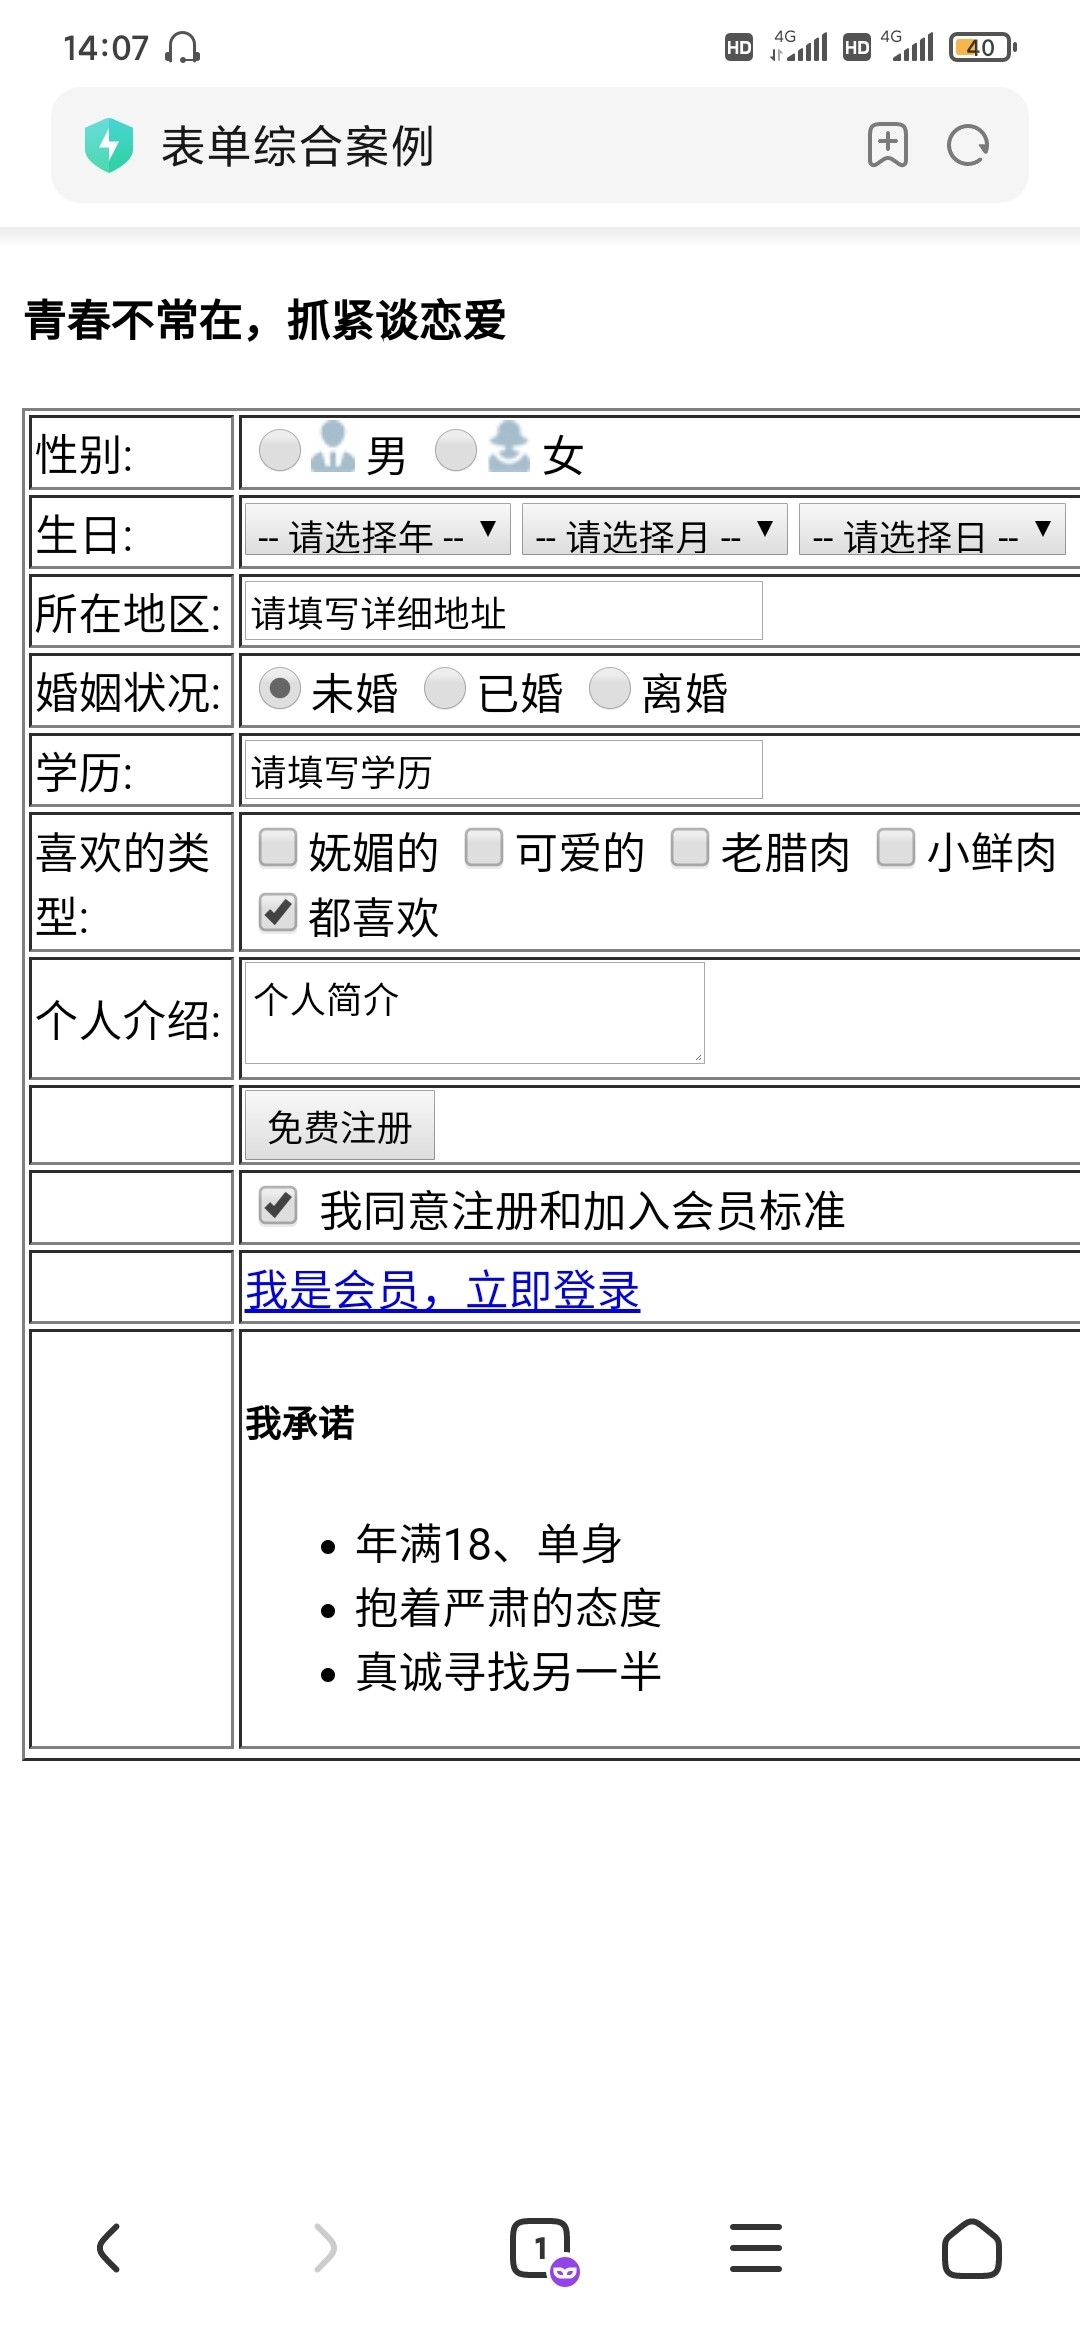 14:07 HD 4G HD 4G 40
表单综合案例
青春不常在，抓紧谈恋爱
性别: 男 女
生日: -- 请选择年 -- -- 请选择月 -- -- 请选择日 --
所在地区: 请填写详细地址
婚姻状况: 未婚 已婚 离婚
学历: 请填写学历
喜欢的类型: 妩媚的 可爱的 老腊肉 小鲜肉
都喜欢
个人介绍: 个人简介
免费注册
我同意注册和加入会员标准
我是会员，立即登录
我承诺
• 年满18、单身
• 抱着严肃的态度
• 真诚寻找另一半
1